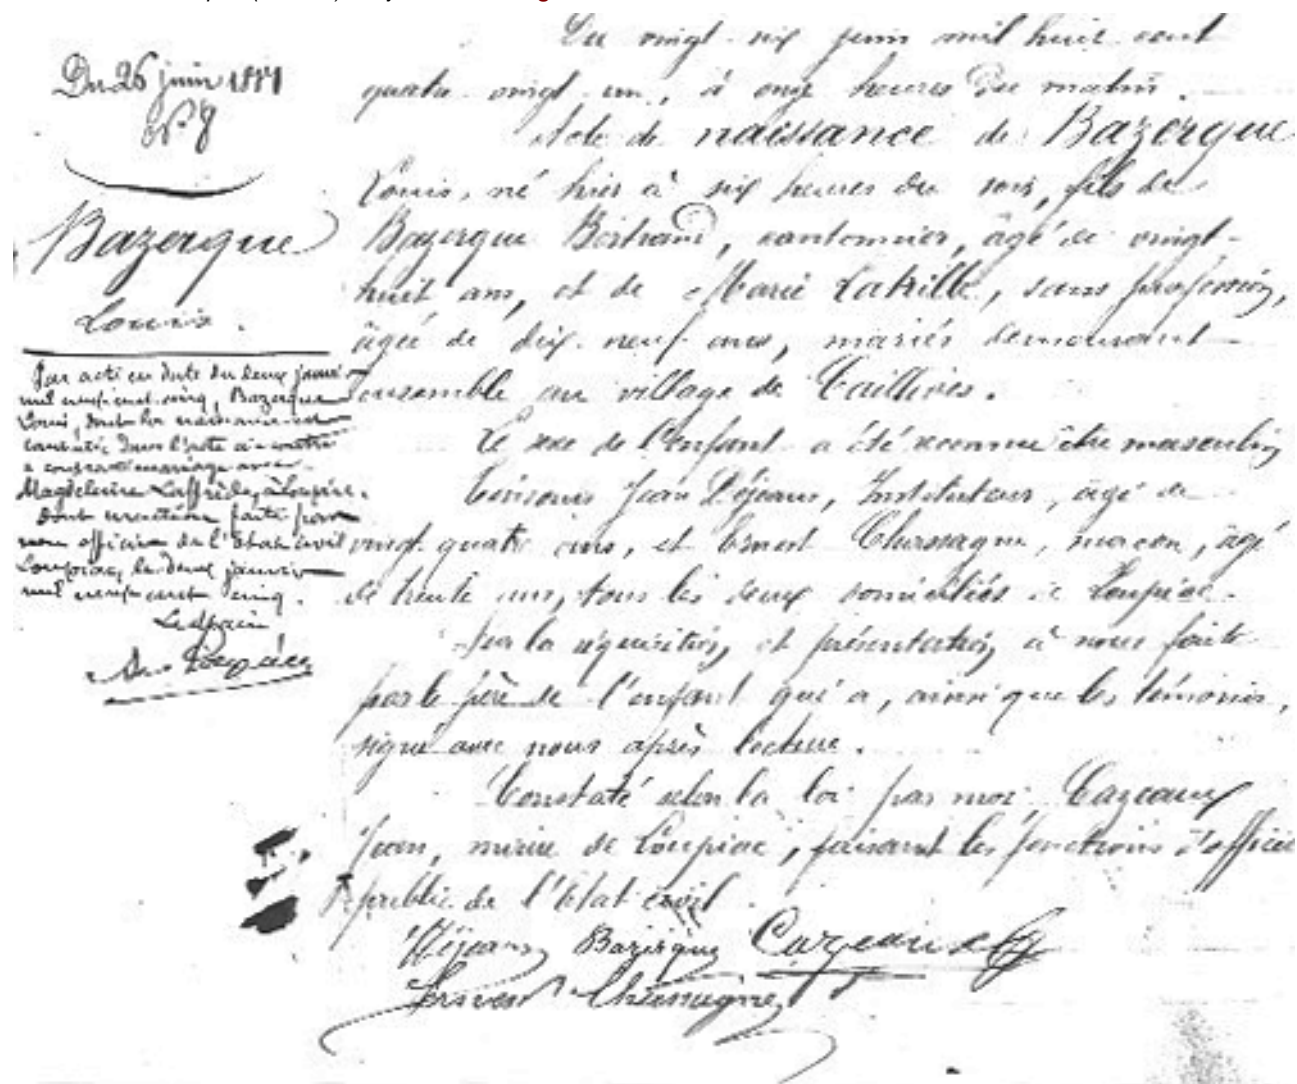 Du 26 juin 1881
N° 8
Bazergue
Louis.
Par acte en date du deux janvier
mil neuf cent cinq, Bazergue
Louis, dont la naissance est
constatée dans l'acte ci-contre
a contracté mariage avec
Magdeleine Laffrède, à Loupiac.
Dont mention faite par
nous officier de l'état civil
Loupiac, le deux janvier
mil neuf cent cinq.
Le Maire
Du vingt six juin mil huit cent
quatre vingt un, à onze heures du matin.
Acte de naissance de Bazergue
Louis, né hier à six heures du soir, fils de
Bazergue Bertrand, cantonnier, âgé de vingt-
huit ans, et de Marie Latrille, sans profession,
âgée de dix neuf ans, mariés demeurant
ensemble au village de
Le sexe de l'enfant a été reconnu être masculin
Témoins Jean Déjean, Instituteur, âgé de
vingt quatre ans, et Ernest Chassagne, maçon, âgé
de trente ans, tous les deux domiciliés à Loupiac.
Sur la réquisition, et présentation, à nous faite
par le père de l'enfant qui a, ainsi que les témoins,
signé avec nous après lecture.
Constaté selon la loi par moi Cazeaux
Jean, maire de Loupiac, faisant les fonctions d'officier
public de l'état civil
Déjean Bazergue Cazeaux
Chassagne